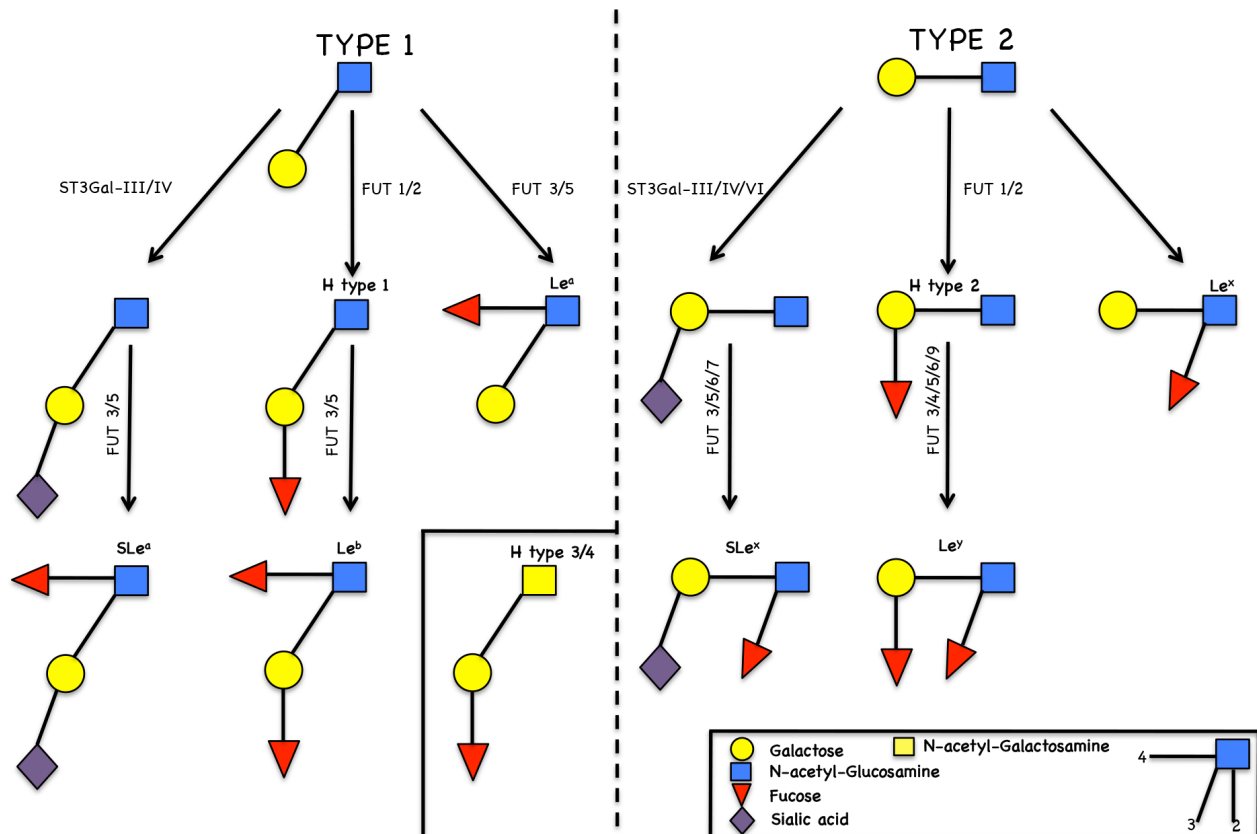 TYPE 1
TYPE 2
ST3Gal-III/IV
FUT 1/2
FUT 3/5
ST3Gal-III/IV/VI
FUT 1/2
H type 1
Leᵃ
H type 2
Leˣ
FUT 3/5
FUT 3/5
FUT 3/5/6/7
FUT 3/4/5/6/9
SLeᵃ
Leᵇ
H type 3/4
SLeˣ
Leʸ
Galactose
N-acetyl-Galactosamine
N-acetyl-Glucosamine
Fucose
Sialic acid
4
3
2